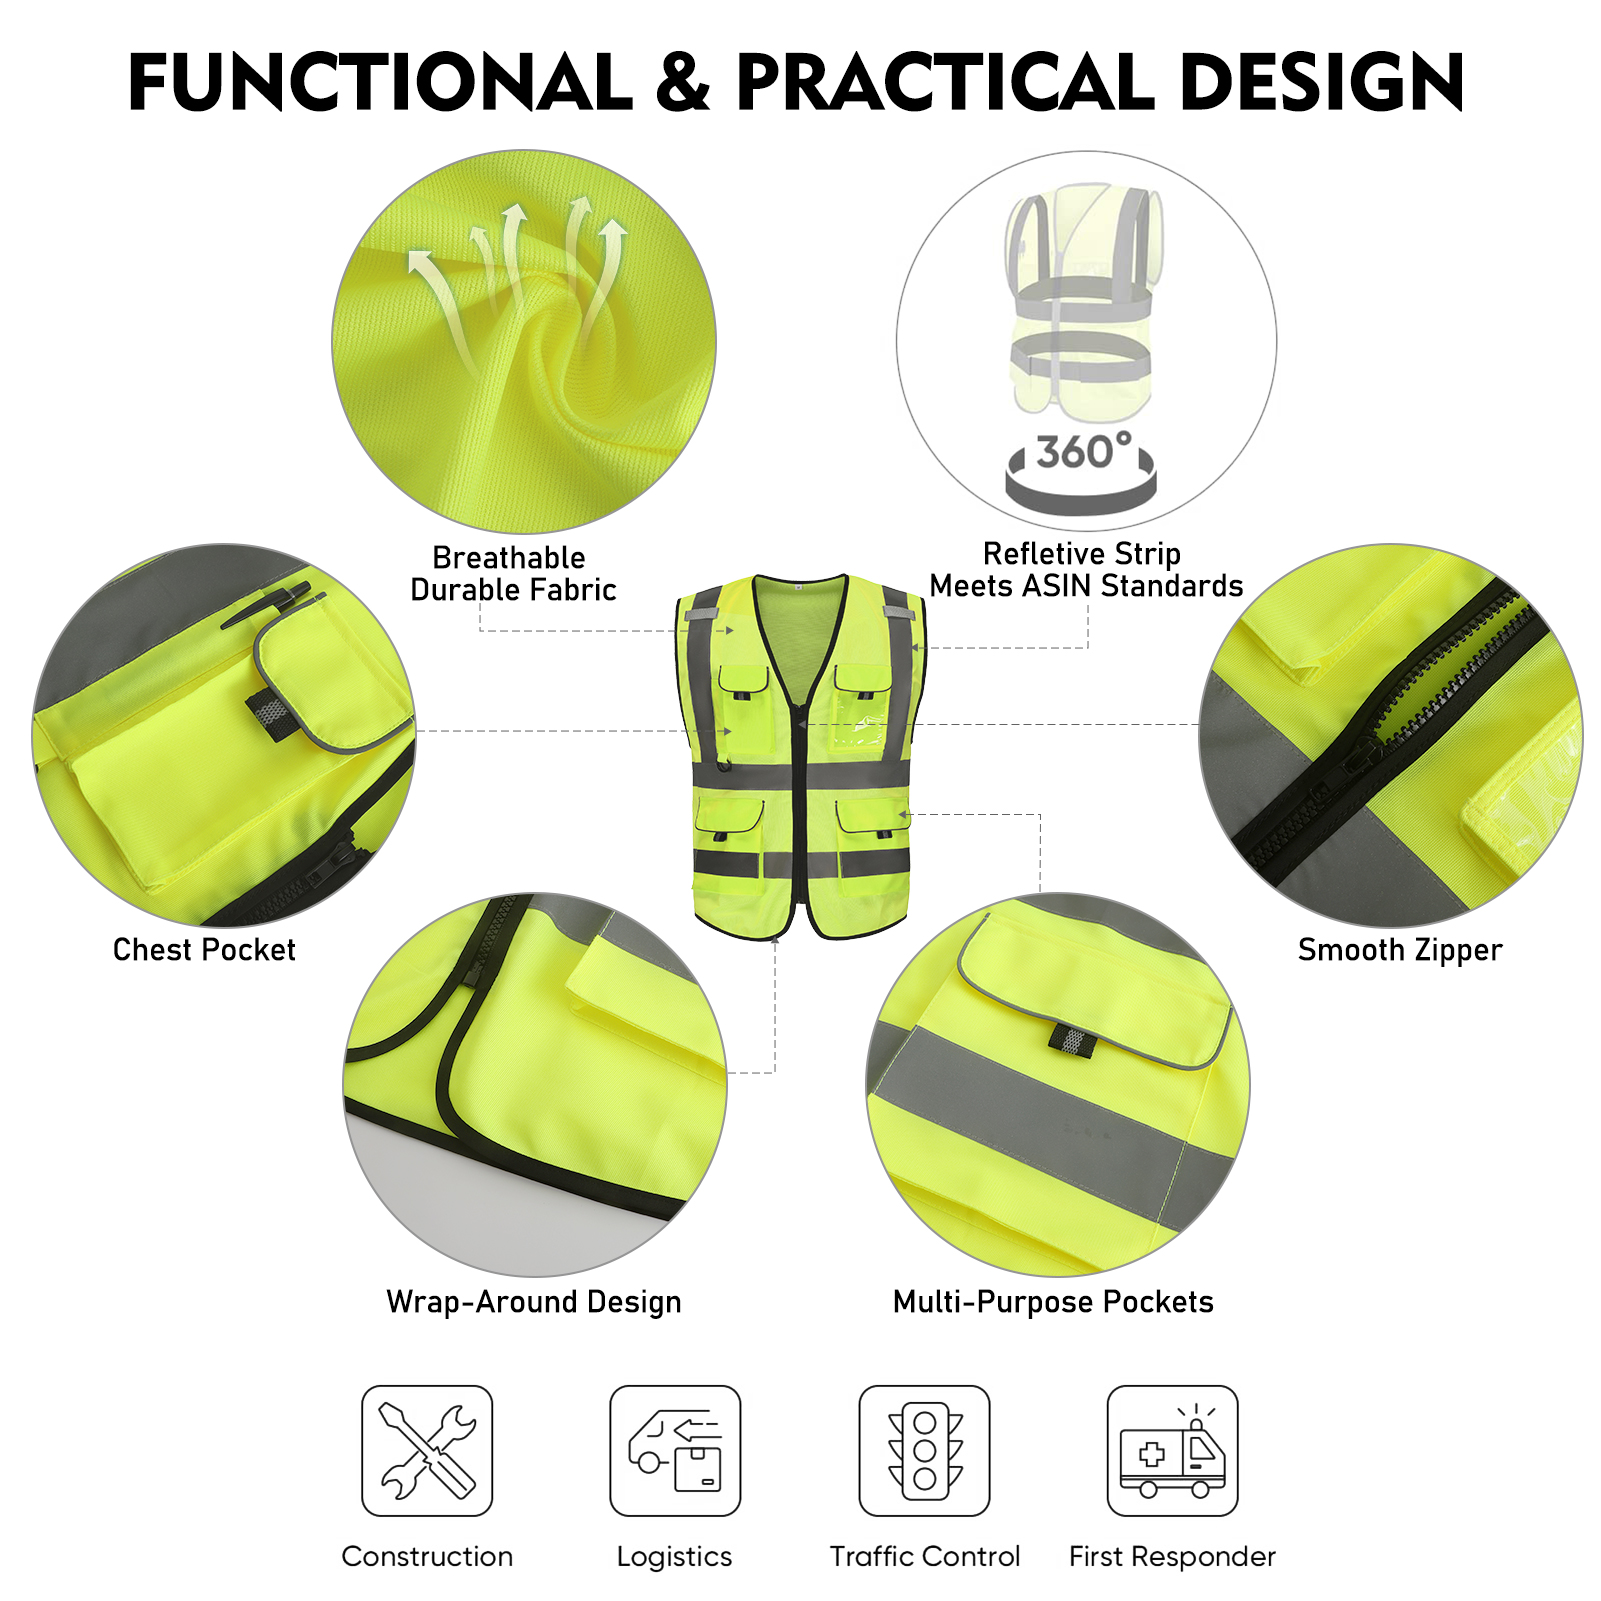 FUNCTIONAL & PRACTICAL DESIGN
360°
Breathable
Durable Fabric
Refletive Strip
Meets ASIN Standards
Chest Pocket
Smooth Zipper
Wrap-Around Design
Multi-Purpose Pockets
Construction
Logistics
Traffic Control
First Responder